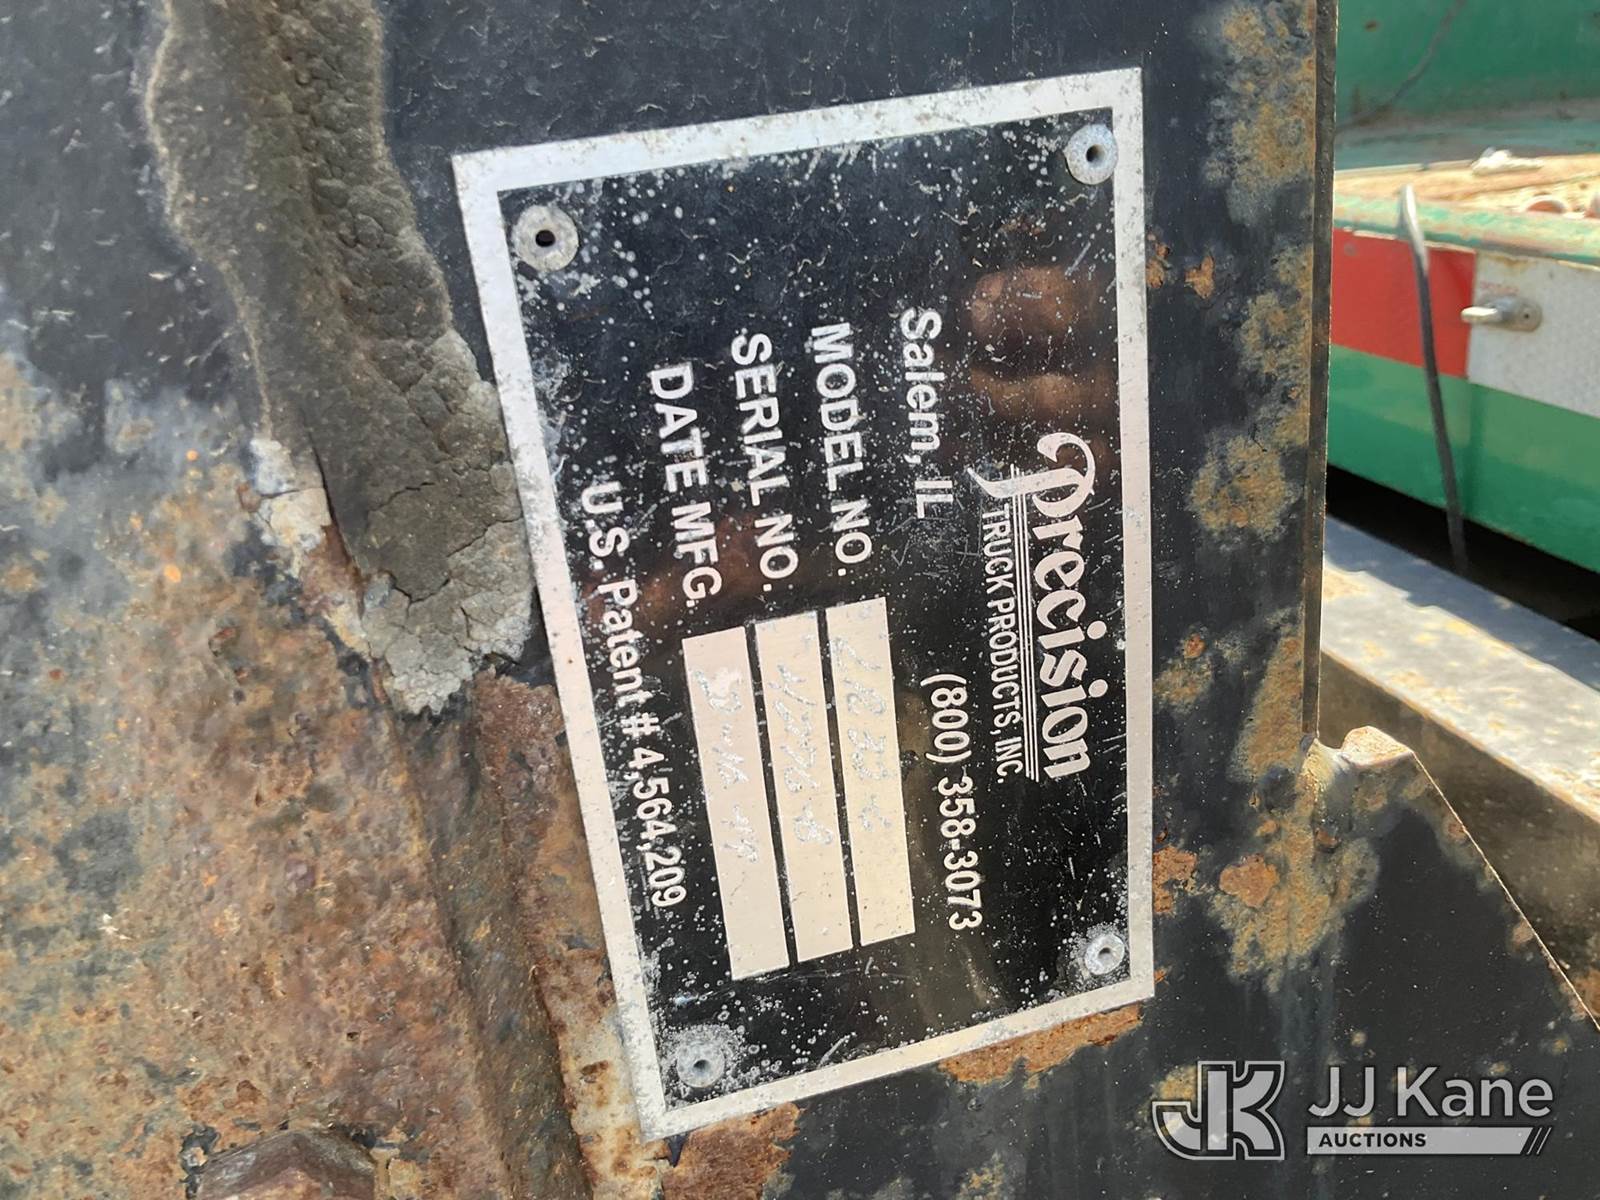 Precision
TRUCK PRODUCTS, INC.
Salem, IL (800) 358-3073
MODEL NO.
SERIAL NO.
DATE MFG.
U.S. Patent # 4,564,209
JK JJ Kane
AUCTIONS